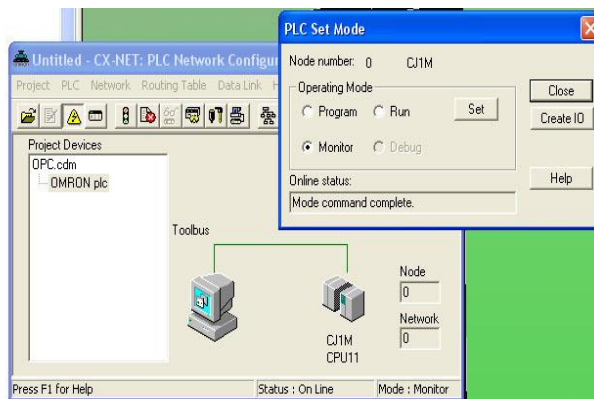 Untitled - CX-NET: PLC Network Configur
Project PLC Network Routing Table Data Link H
Project Devices
OPC.cdm
OMRON plc
Toolbus
CJ1M
CPU11
Node
0
Network
0
Press F1 for Help
Status : On Line
Mode : Monitor
PLC Set Mode
Node number: 0 CJ1M
Operating Mode
Program Run Set
Monitor Debug
Online status:
Mode command complete.
Close
Create IO
Help